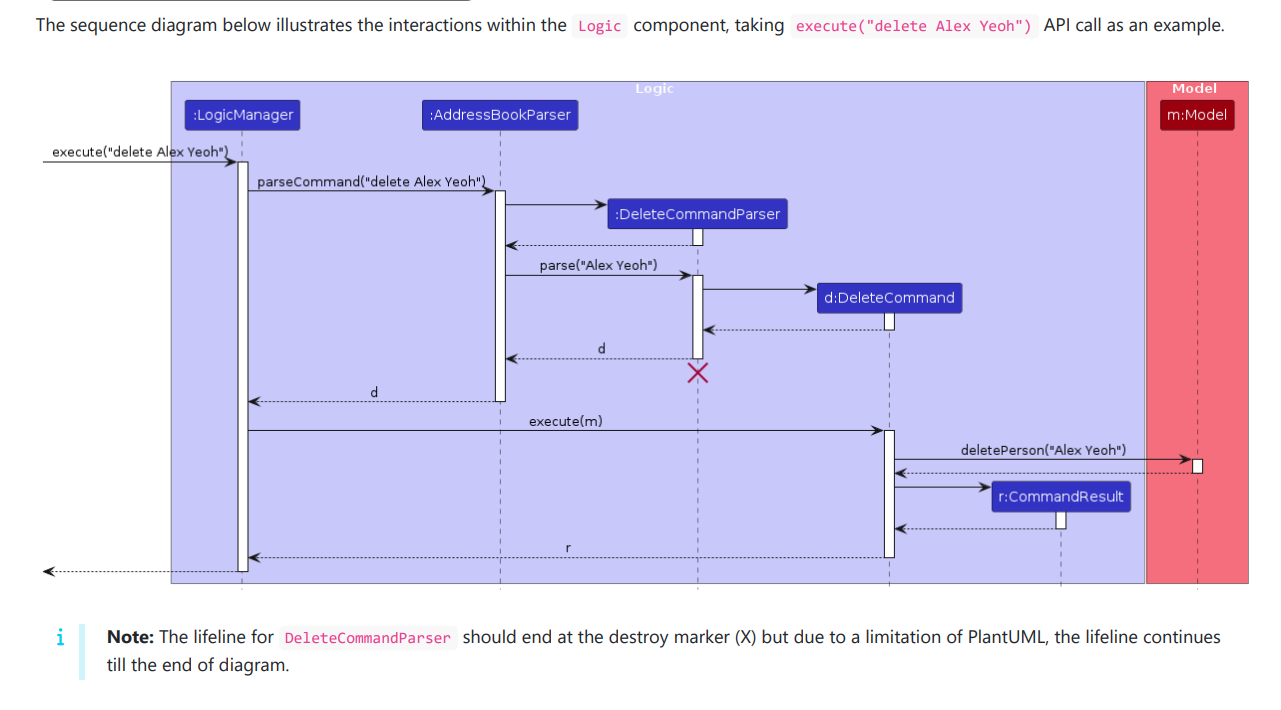 The sequence diagram below illustrates the interactions within the Logic component, taking execute("delete Alex Yeoh") API call as an example.
Logic
Model
:LogicManager
:AddressBookParser
m:Model
execute("delete Alex Yeoh")
parseCommand("delete Alex Yeoh")
:DeleteCommandParser
parse("Alex Yeoh")
d:DeleteCommand
d
d
execute(m)
deletePerson("Alex Yeoh")
r:CommandResult
r
i
Note: The lifeline for DeleteCommandParser should end at the destroy marker (X) but due to a limitation of PlantUML, the lifeline continues
till the end of diagram.